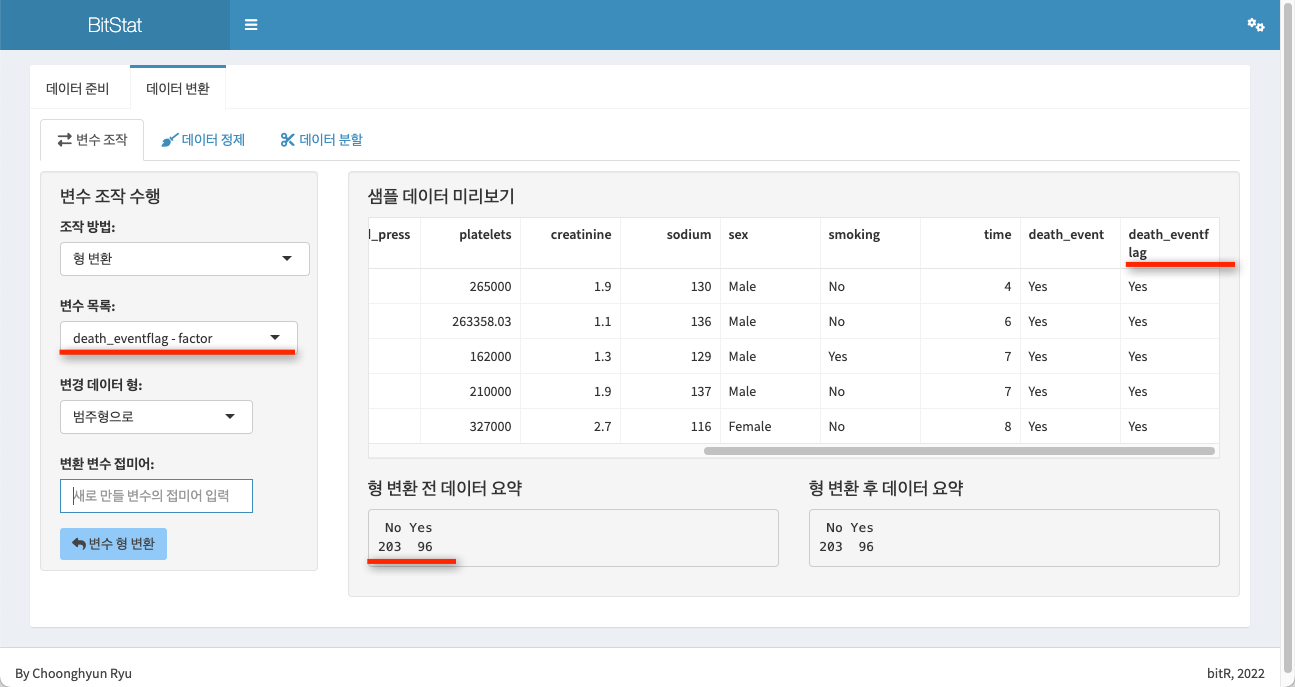 BitStat
데이터 준비 데이터 변환
변수 조작 데이터 정제 데이터 분할
변수 조작 수행
조작 방법:
형 변환
변수 목록:
death_eventflag - factor
변경 데이터 형:
범주형으로
변환 변수 접미어:
새로 만들 변수의 접미어 입력
변수 형 변환
샘플 데이터 미리보기
l_press platelets creatinine sodium sex smoking time death_event death_eventf
lag
265000 1.9 130 Male No 4 Yes Yes
263358.03 1.1 136 Male No 6 Yes Yes
162000 1.3 129 Male Yes 7 Yes Yes
210000 1.9 137 Male No 7 Yes Yes
327000 2.7 116 Female No 8 Yes Yes
형 변환 전 데이터 요약
No Yes
203 96
형 변환 후 데이터 요약
No Yes
203 96
By Choonghyun Ryu
bitR, 2022